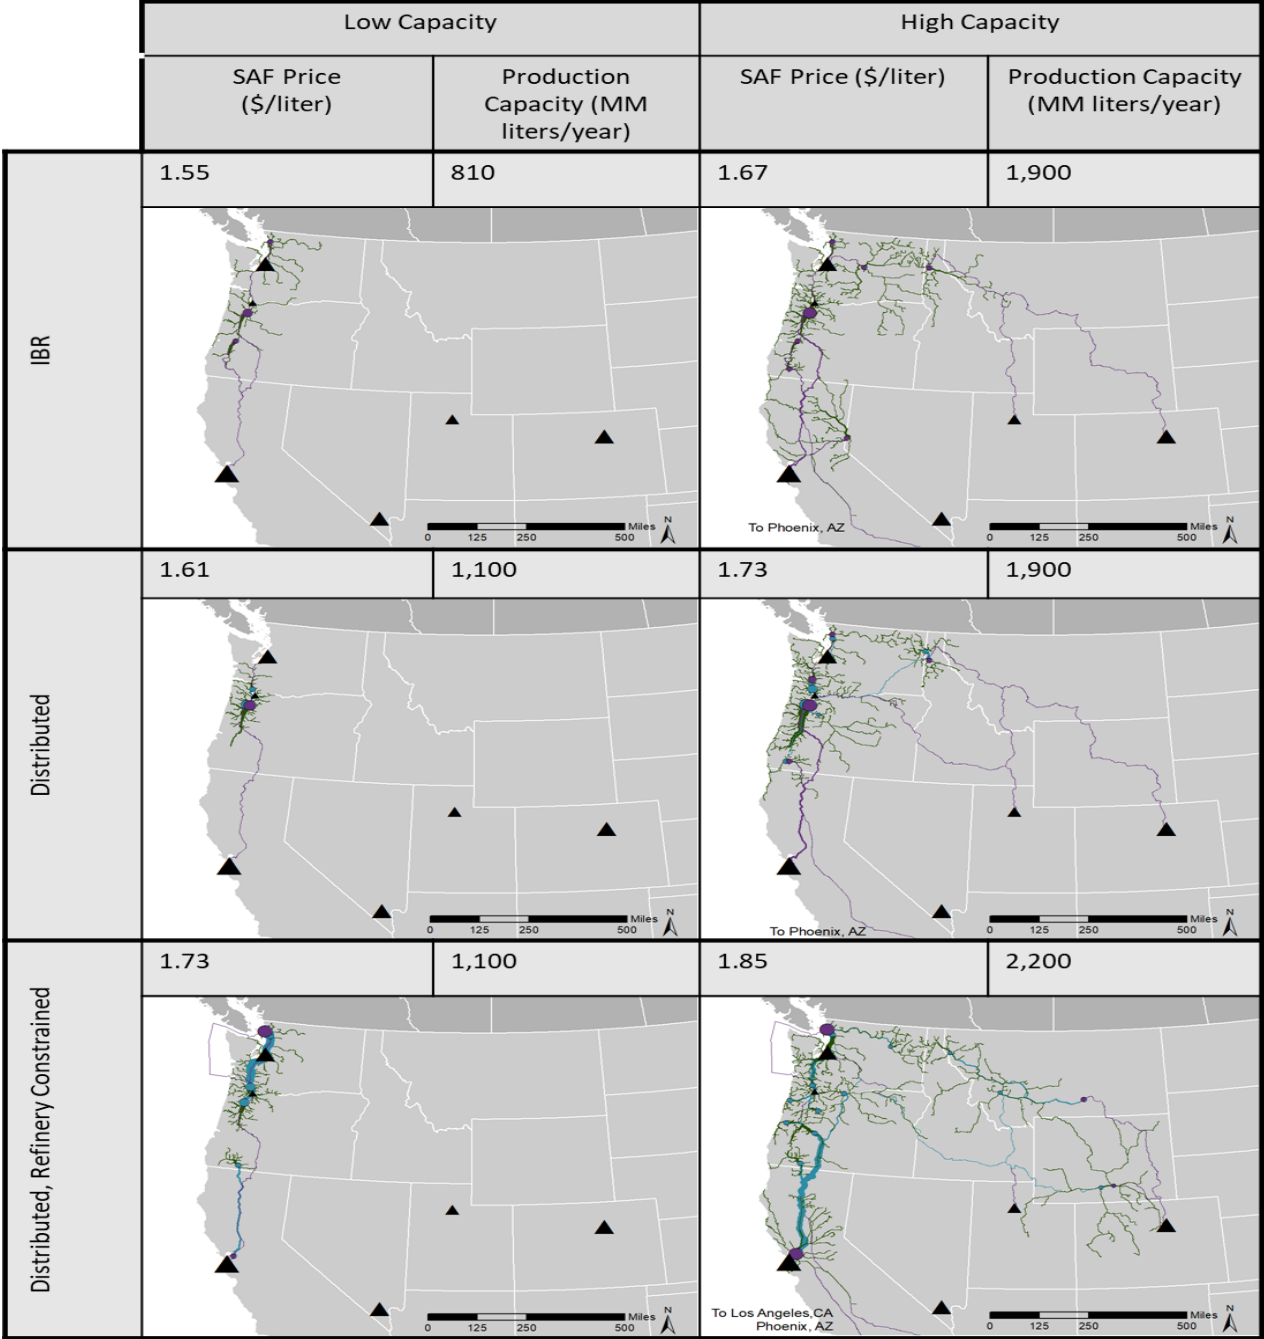 Low Capacity
High Capacity
SAF Price
($/liter)
Production
Capacity (MM
liters/year)
SAF Price ($/liter)
Production Capacity
(MM liters/year)
IBR
1.55
810
1.67
1,900
Miles
N
0 125 250 500
To Phoenix, AZ
Miles
N
0 125 250 500
Distributed
1.61
1,100
1.73
1,900
Miles
N
0 125 250 500
To Phoenix, AZ
Miles
N
0 125 250 500
Distributed, Refinery Constrained
1.73
1,100
1.85
2,200
Miles
N
0 125 250 500
To Los Angeles,CA
Phoenix, AZ
Miles
N
0 125 250 500